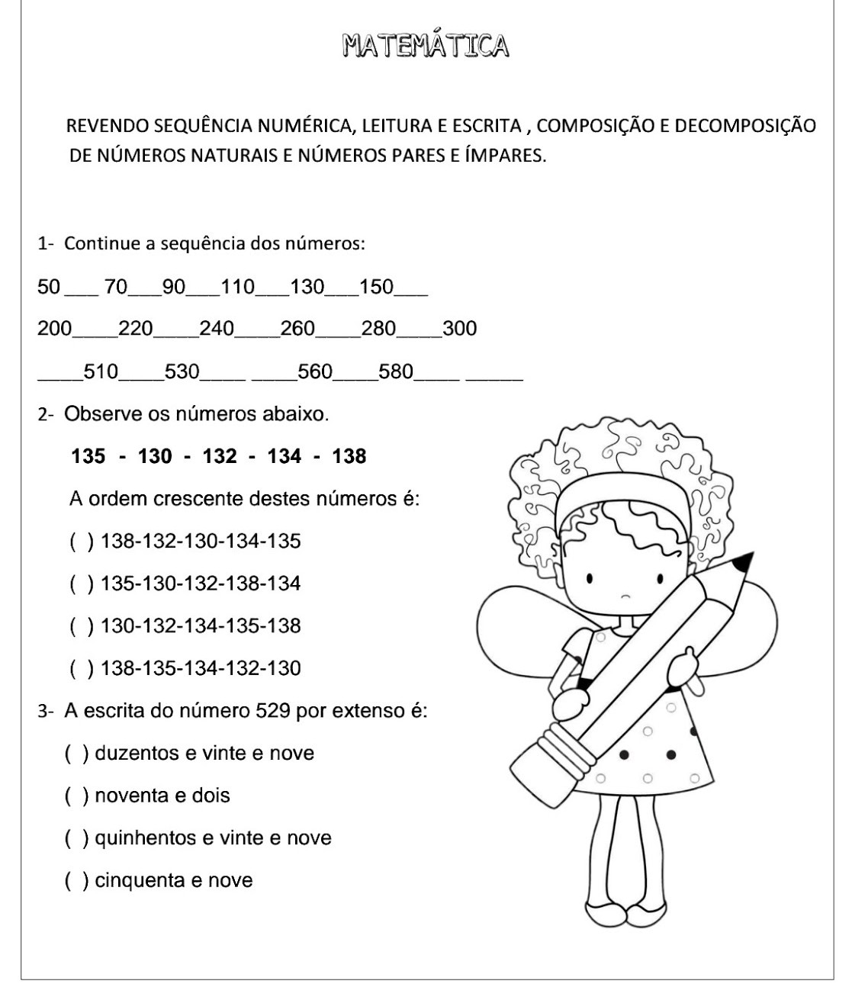 MATEMÁTICA
REVENDO SEQUÊNCIA NUMÉRICA, LEITURA E ESCRITA , COMPOSIÇÃO E DECOMPOSIÇÃO
DE NÚMEROS NATURAIS E NÚMEROS PARES E ÍMPARES.
1- Continue a sequência dos números:
50 ___ 70___90___110___130___150___
200____220____240____260____280____300
____510____530____ ____560____580____ _____
2- Observe os números abaixo.
135 - 130 - 132 - 134 - 138
A ordem crescente destes números é:
( ) 138-132-130-134-135
( ) 135-130-132-138-134
( ) 130-132-134-135-138
( ) 138-135-134-132-130
3- A escrita do número 529 por extenso é:
( ) duzentos e vinte e nove
( ) noventa e dois
( ) quinhentos e vinte e nove
( ) cinquenta e nove